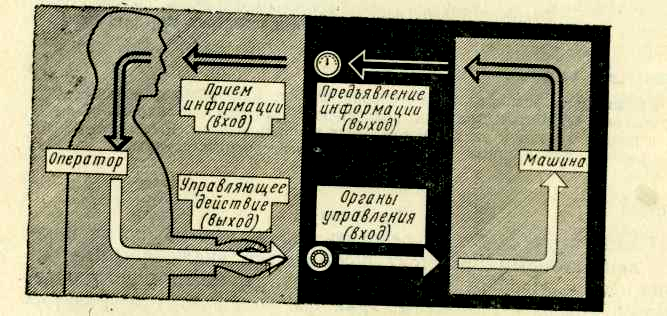 Прием
информации
(вход)
Предъявление
информации
(выход)
Оператор
Машина
Управляющее
действие
(выход)
Органы
управления
(вход)